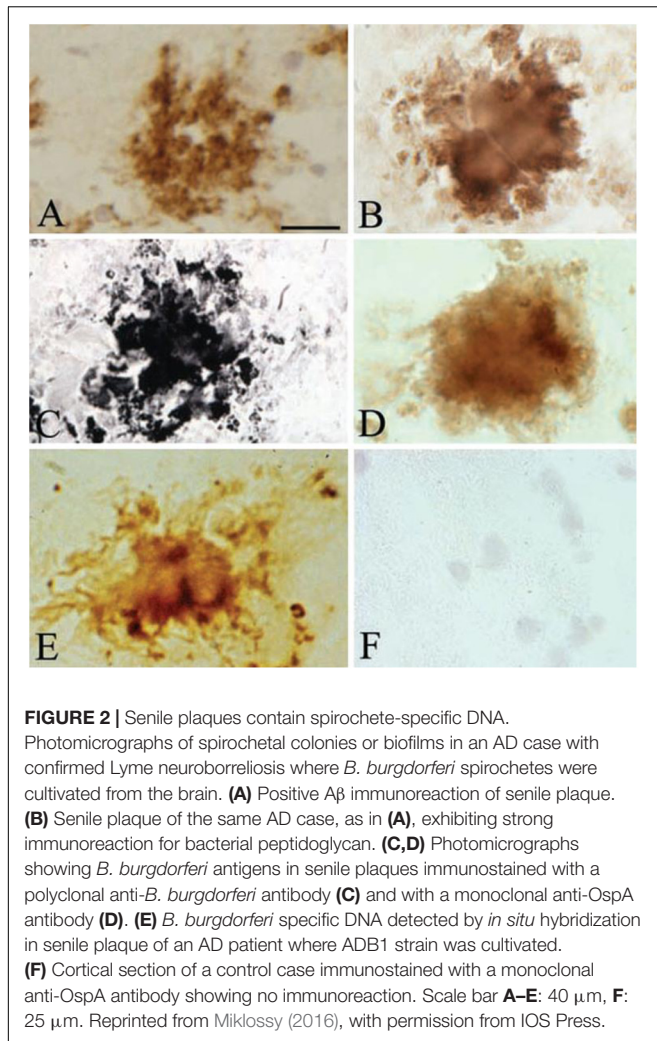 A
B
C
D
E
F
FIGURE 2 | Senile plaques contain spirochete-specific DNA.
Photomicrographs of spirochetal colonies or biofilms in an AD case with
confirmed Lyme neuroborreliosis where B. burgdorferi spirochetes were
cultivated from the brain. (A) Positive Aβ immunoreaction of senile plaque.
(B) Senile plaque of the same AD case, as in (A), exhibiting strong
immunoreaction for bacterial peptidoglycan. (C,D) Photomicrographs
showing B. burgdorferi antigens in senile plaques immunostained with a
polyclonal anti-B. burgdorferi antibody (C) and with a monoclonal anti-OspA
antibody (D). (E) B. burgdorferi specific DNA detected by in situ hybridization
in senile plaque of an AD patient where ADB1 strain was cultivated.
(F) Cortical section of a control case immunostained with a monoclonal
anti-OspA antibody showing no immunoreaction. Scale bar A–E: 40 μm, F:
25 μm. Reprinted from Miklossy (2016), with permission from IOS Press.